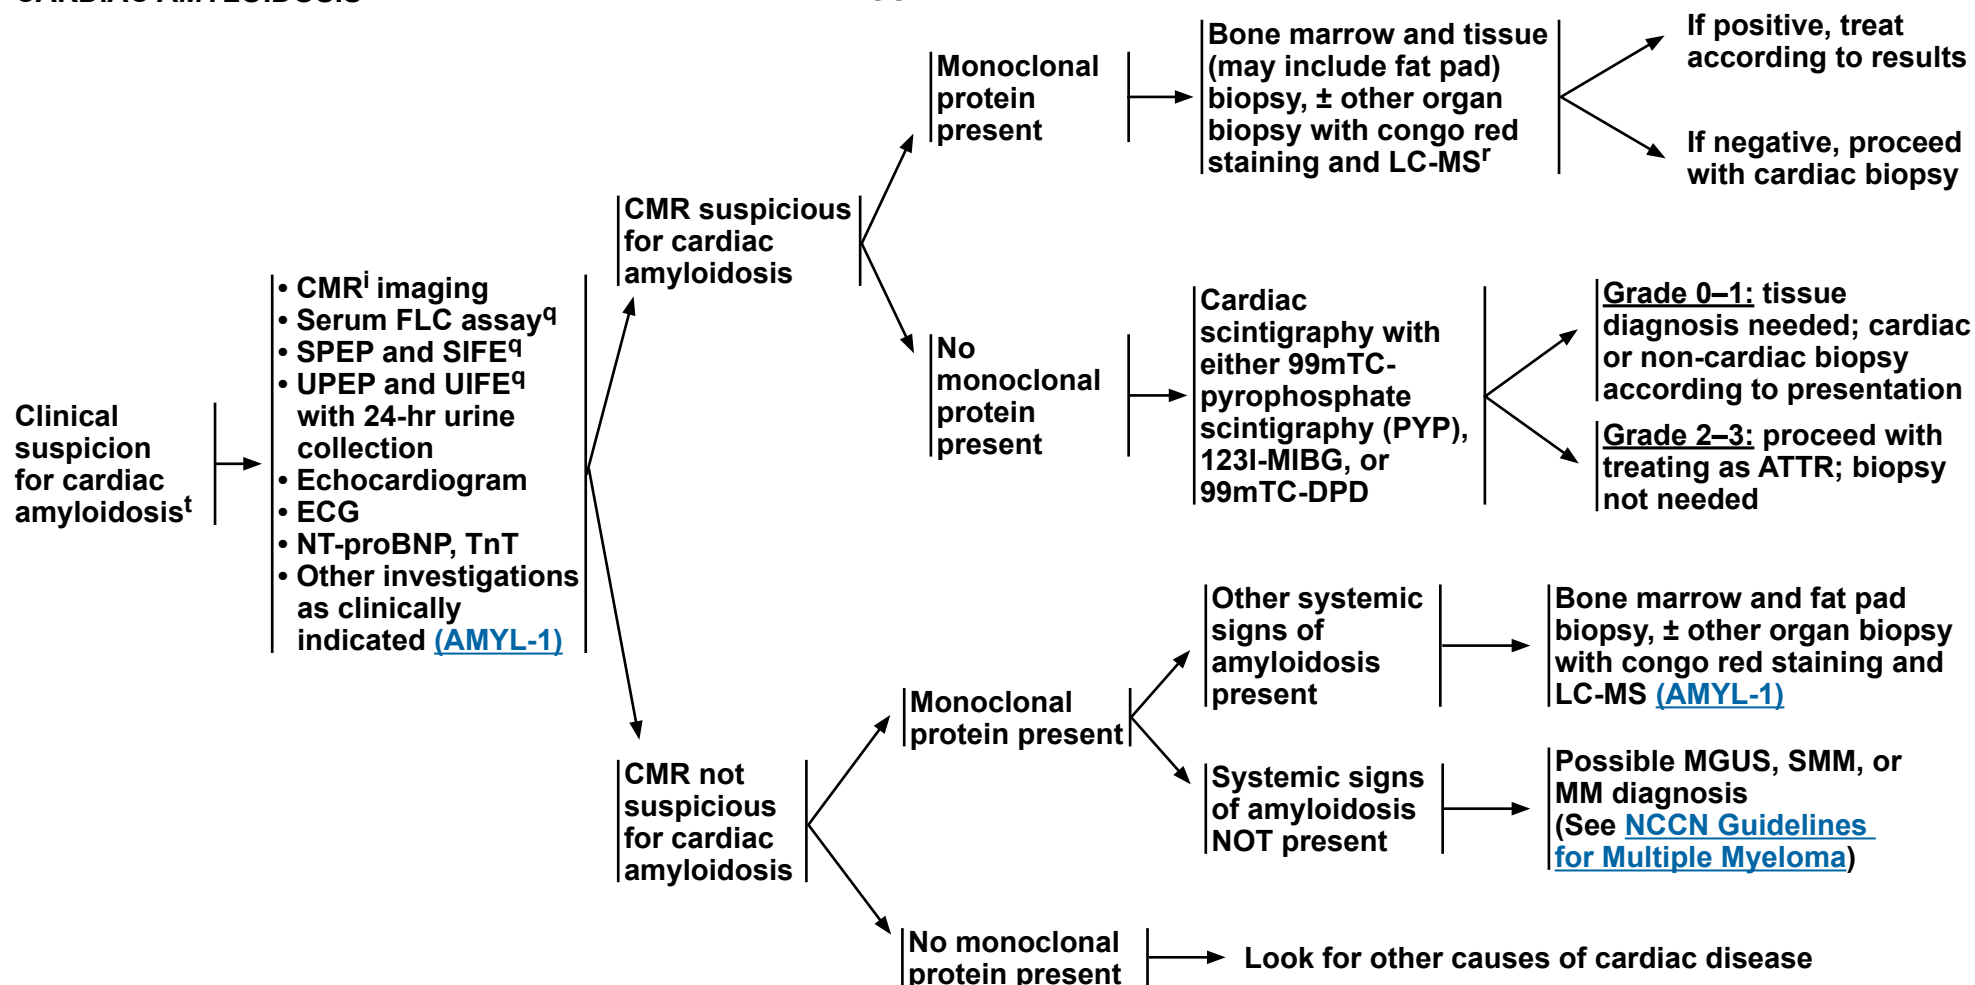 CARDIAC AMYLOIDOSIS
Clinical
suspicion
for cardiac
amyloidosisᵗ
• CMRⁱ imaging
• Serum FLC assay^q
• SPEP and SIFE^q
• UPEP and UIFE^q
with 24-hr urine
collection
• Echocardiogram
• ECG
• NT-proBNP, TnT
• Other investigations
as clinically
indicated (AMYL-1)
CMR suspicious
for cardiac
amyloidosis
Monoclonal
protein
present
Bone marrow and tissue
(may include fat pad)
biopsy, ± other organ
biopsy with congo red
staining and LC-MSʳ
If positive, treat
according to results
If negative, proceed
with cardiac biopsy
No
monoclonal
protein
present
Cardiac
scintigraphy with
either 99mTC-
pyrophosphate
scintigraphy (PYP),
123I-MIBG, or
99mTC-DPD
Grade 0–1: tissue
diagnosis needed; cardiac
or non-cardiac biopsy
according to presentation
Grade 2–3: proceed with
treating as ATTR; biopsy
not needed
CMR not
suspicious
for cardiac
amyloidosis
Monoclonal
protein present
Other systemic
signs of
amyloidosis
present
Bone marrow and fat pad
biopsy, ± other organ biopsy
with congo red staining and
LC-MS (AMYL-1)
Systemic signs
of amyloidosis
NOT present
Possible MGUS, SMM, or
MM diagnosis
(See NCCN Guidelines
for Multiple Myeloma)
No monoclonal
protein present
Look for other causes of cardiac disease